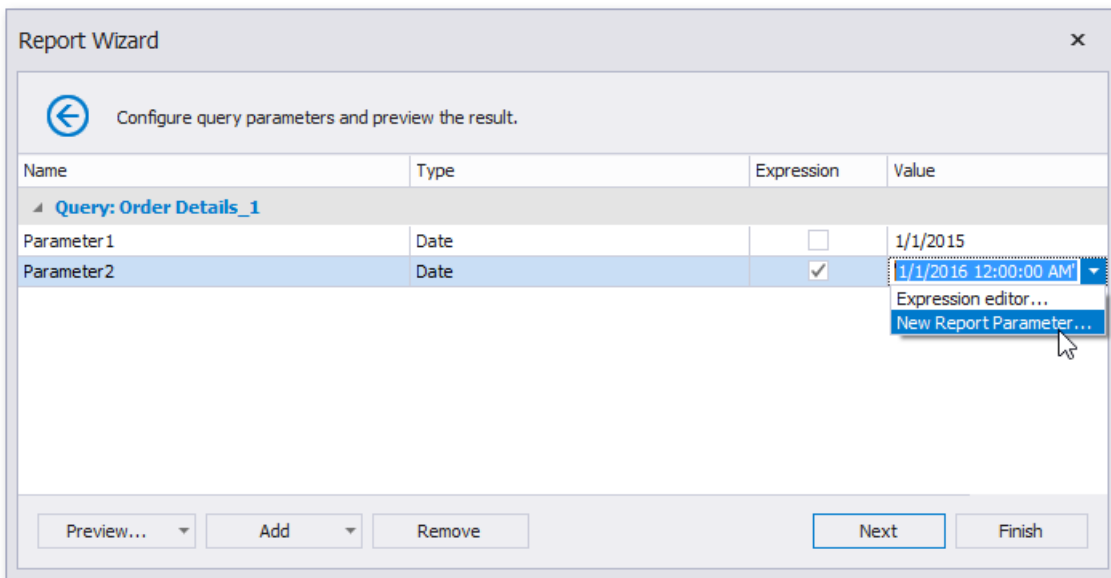 Report Wizard
Configure query parameters and preview the result.
Name Type Expression Value
Query: Order Details_1
Parameter1 Date 1/1/2015
Parameter2 Date 1/1/2016 12:00:00 AM'
Expression editor...
New Report Parameter...
Preview... Add Remove Next Finish